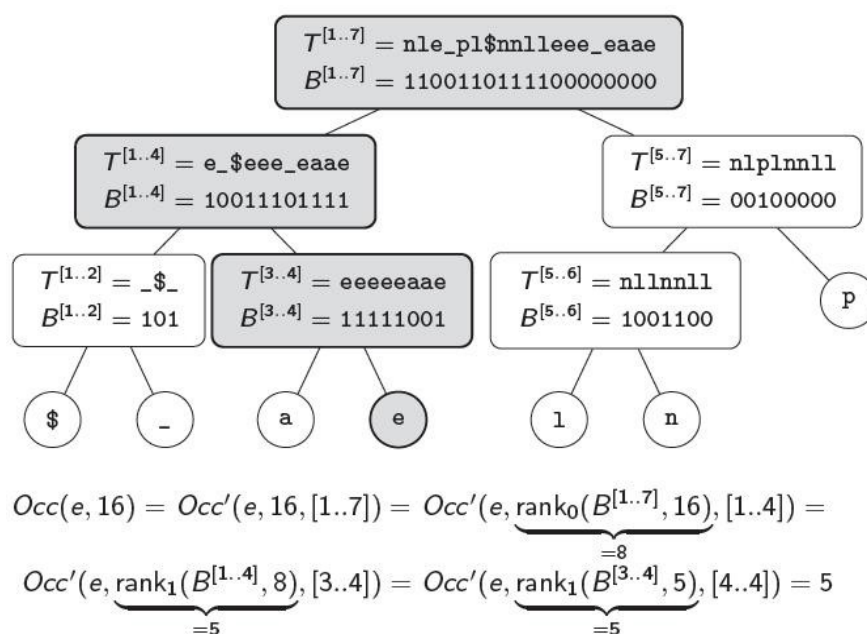 T^[1..7] = nle_pl$nnlleee_eaae
B^[1..7] = 1100110111100000000
T^[1..4] = e_$eee_eaae
B^[1..4] = 10011101111
T^[5..7] = nlplnnll
B^[5..7] = 00100000
T^[1..2] = _$_
B^[1..2] = 101
T^[3..4] = eeeeeaae
B^[3..4] = 11111001
T^[5..6] = nllnnll
B^[5..6] = 1001100
p
$
_
a
e
l
n
Occ(e, 16) = Occ′(e, 16, [1..7]) = Occ′(e, rank₀(B^[1..7], 16), [1..4]) =
=8
Occ′(e, rank₁(B^[1..4], 8), [3..4]) = Occ′(e, rank₁(B^[3..4], 5), [4..4]) = 5
=5 =5